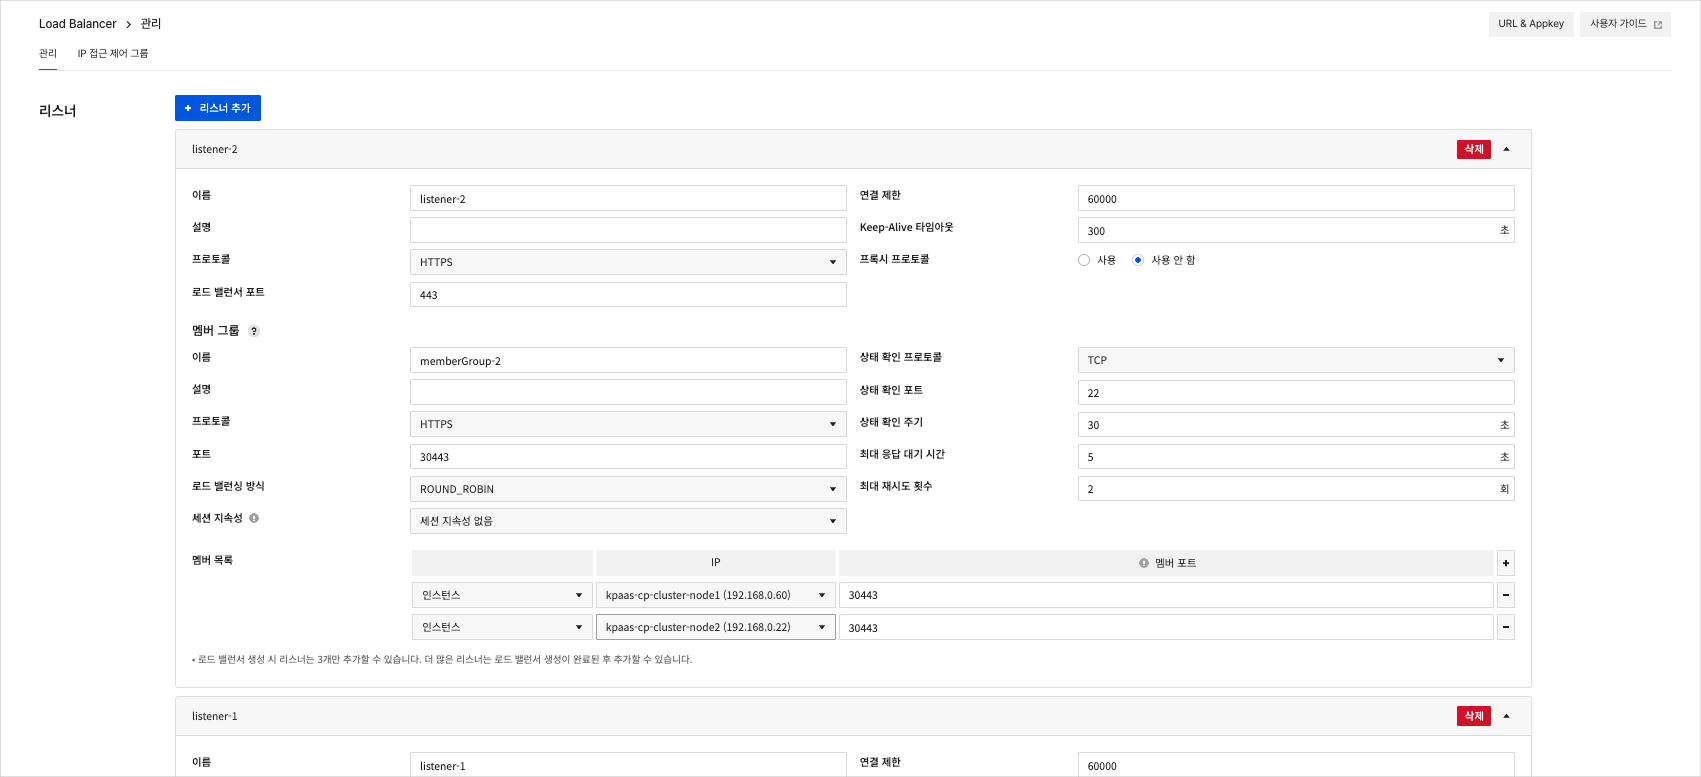 Load Balancer > 관리
URL & Appkey
사용자 가이드
관리
IP 접근 제어 그룹
리스너
+ 리스너 추가
listener-2
삭제
이름
listener-2
연결 제한
60000
설명
Keep-Alive 타임아웃
300
초
프로토콜
HTTPS
프록시 프로토콜
사용
사용 안 함
로드 밸런서 포트
443
멤버 그룹 ?
이름
memberGroup-2
상태 확인 프로토콜
TCP
설명
상태 확인 포트
22
프로토콜
HTTPS
상태 확인 주기
30
초
포트
30443
최대 응답 대기 시간
5
초
로드 밸런싱 방식
ROUND_ROBIN
최대 재시도 횟수
2
회
세션 지속성 !
세션 지속성 없음
멤버 목록
IP
! 멤버 포트
+
인스턴스
kpaas-cp-cluster-node1 (192.168.0.60)
30443
-
인스턴스
kpaas-cp-cluster-node2 (192.168.0.22)
30443
-
• 로드 밸런서 생성 시 리스너는 3개만 추가할 수 있습니다. 더 많은 리스너는 로드 밸런서 생성이 완료된 후 추가할 수 있습니다.
listener-1
삭제
이름
listener-1
연결 제한
60000